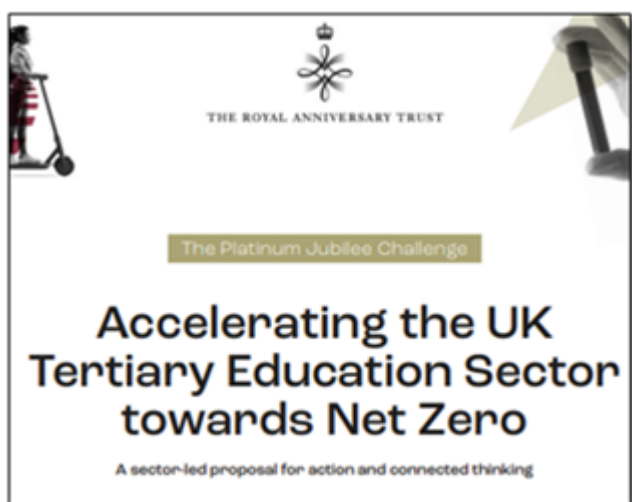 THE ROYAL ANNIVERSARY TRUST
The Platinum Jubilee Challenge
Accelerating the UK
Tertiary Education Sector
towards Net Zero
A sector-led proposal for action and connected thinking